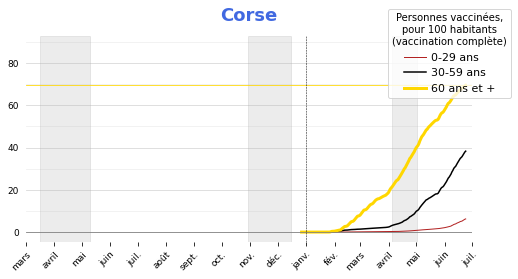 Corse
Personnes vaccinées,
pour 100 habitants
(vaccination complète)
0-29 ans
30-59 ans
60 ans et +
80
60
40
20
0
mars
avril
mai
juin
juil.
août
sept.
oct.
nov.
déc.
janv.
fév.
mars
avril
mai
juin
juil.